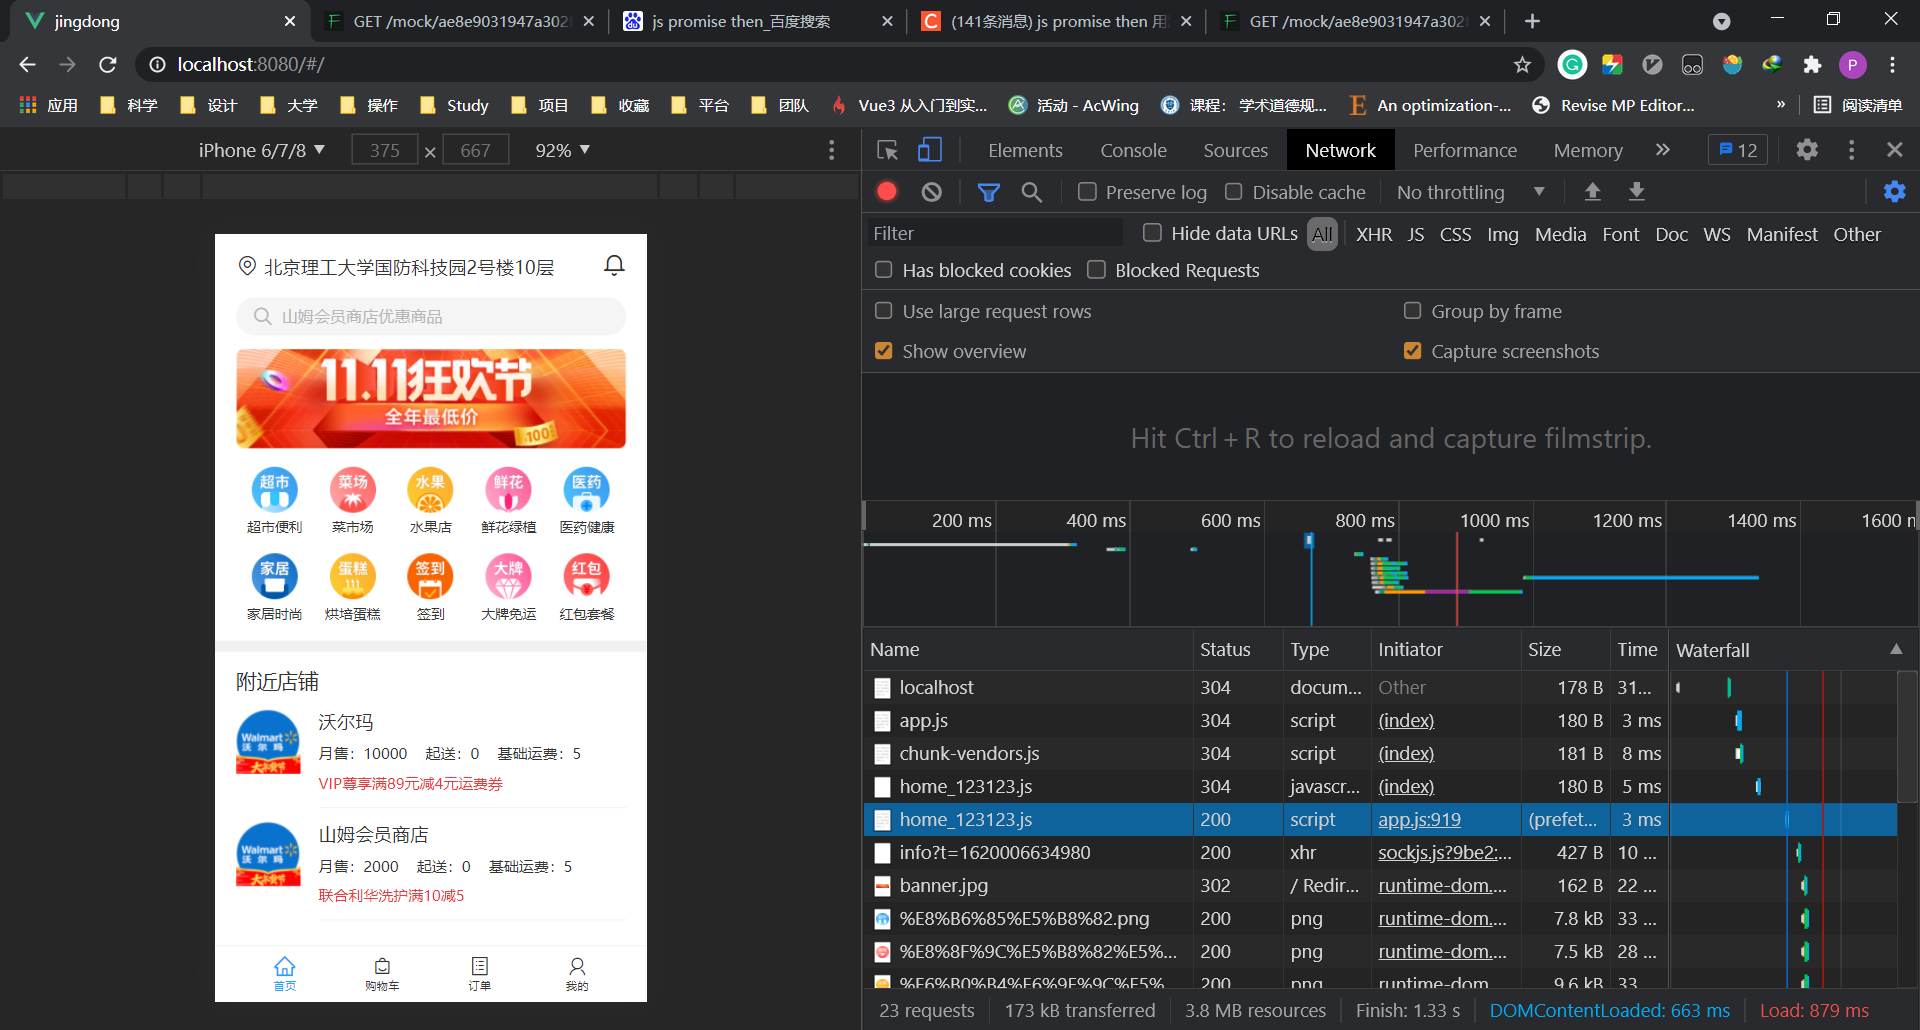 jingdong
GET /mock/ae8e9031947a302
js promise then_百度搜索
(141条消息) js promise then 用
GET /mock/ae8e9031947a302
localhost:8080/#/
P
应用
科学
设计
大学
操作
Study
项目
收藏
平台
团队
Vue3 从入门到实...
活动 - AcWing
课程：学术道德规...
An optimization-...
Revise MP Editor...
»
阅读清单
iPhone 6/7/8
375
×
667
92%
Elements
Console
Sources
Network
Performance
Memory
12
Preserve log
Disable cache
No throttling
Filter
Hide data URLs
All
XHR JS CSS Img Media Font Doc WS Manifest Other
Has blocked cookies
Blocked Requests
Use large request rows
Group by frame
Show overview
Capture screenshots
Hit Ctrl + R to reload and capture filmstrip.
200 ms 400 ms 600 ms 800 ms 1000 ms 1200 ms 1400 ms 1600
Name Status Type Initiator Size Time Waterfall
localhost 304 docum... Other 178 B 31...
app.js 304 script (index) 180 B 3 ms
chunk-vendors.js 304 script (index) 181 B 8 ms
home_123123.js 304 javascr... (index) 180 B 5 ms
home_123123.js 200 script app.js:919 (prefet... 3 ms
info?t=1620006634980 200 xhr sockjs.js?9be2:... 427 B 10 ...
banner.jpg 302 / Redir... runtime-dom.... 162 B 22 ...
%E8%B6%85%E5%B8%82.png 200 png runtime-dom.... 7.8 kB 33 ...
%E8%8F%9C%E5%B8%82%E5%... 200 png runtime-dom.... 7.5 kB 28 ...
%E6%B0%B4%E6%9E%9C%E5% 200 png runtime-dom.... 9.6 kB 33
23 requests
173 kB transferred
3.8 MB resources
Finish: 1.33 s
DOMContentLoaded: 663 ms
Load: 879 ms
北京理工大学国防科技园2号楼10层
山姆会员商店优惠商品
11.11狂欢节
全年最低价
100
超市 菜场 水果 鲜花 医药
超市便利 菜市场 水果店 鲜花绿植 医药健康
家居 蛋糕 签到 大牌 红包
家居时尚 烘培蛋糕 签到 大牌免运 红包套餐
附近店铺
Walmart
沃尔玛
沃尔玛
月售：10000 起送：0 基础运费：5
VIP尊享满89元减4元运费券
Walmart
沃尔玛
山姆会员商店
月售：2000 起送：0 基础运费：5
联合利华洗护满10减5
首页 购物车 订单 我的